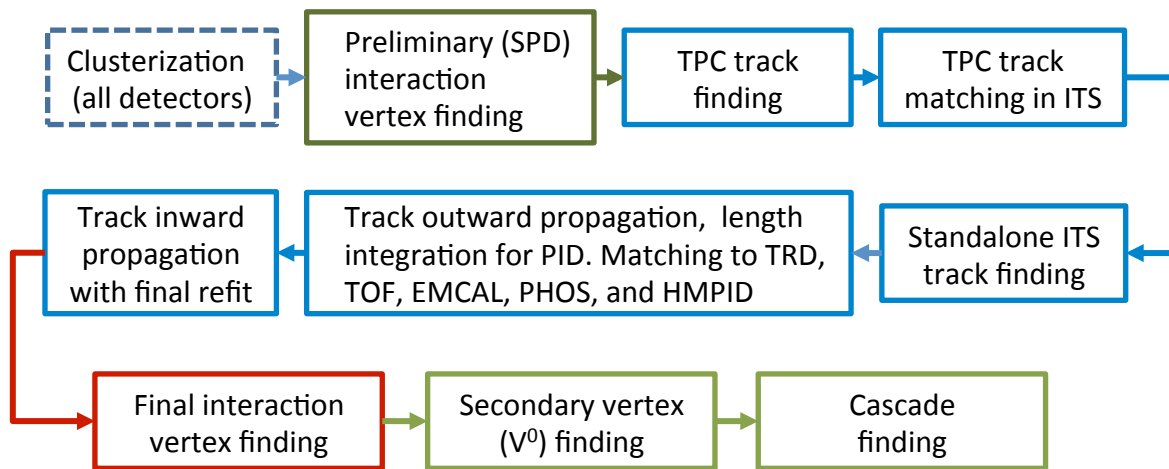 Clusterization
(all detectors)
Preliminary (SPD)
interaction
vertex finding
TPC track
finding
TPC track
matching in ITS
Standalone ITS
track finding
Track outward propagation, length
integration for PID. Matching to TRD,
TOF, EMCAL, PHOS, and HMPID
Track inward
propagation
with final refit
Final interaction
vertex finding
Secondary vertex
(V⁰) finding
Cascade
finding